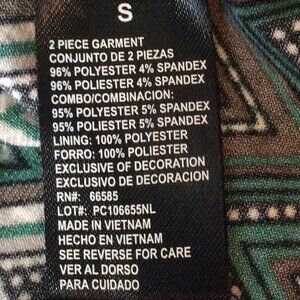 S
2 PIECE GARMENT
CONJUNTO DE 2 PIEZAS
96% POLYESTER 4% SPANDEX
96% POLIESTER 4% SPANDEX
COMBO/COMBINACION:
95% POLYESTER 5% SPANDEX
95% POLIESTER 5% SPANDEX
LINING: 100% POLYESTER
FORRO: 100% POLIESTER
EXCLUSIVE OF DECORATION
EXCLUSIVO DE DECORACION
RN#: 66585
LOT#: PC106655NL
MADE IN VIETNAM
HECHO EN VIETNAM
SEE REVERSE FOR CARE
VER AL DORSO
PARA CUIDADO